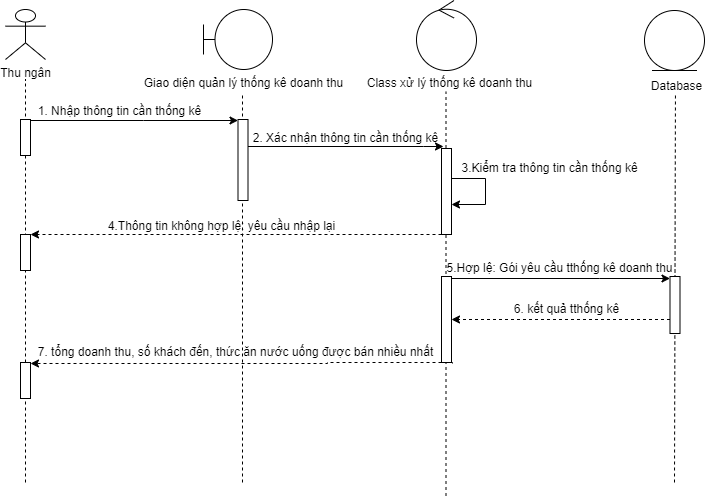 Thu ngân
Giao diện quản lý thống kê doanh thu
Class xử lý thống kê doanh thu
Database
1. Nhập thông tin cần thống kê
2. Xác nhận thông tin cần thống kê
3.Kiểm tra thông tin cần thống kê
4.Thông tin không hợp lệ: yêu cầu nhập lại
5.Hợp lệ: Gói yêu cầu tthống kê doanh thu
6. kết quả tthống kê
7. tổng doanh thu, số khách đến, thức ăn nước uống được bán nhiều nhất